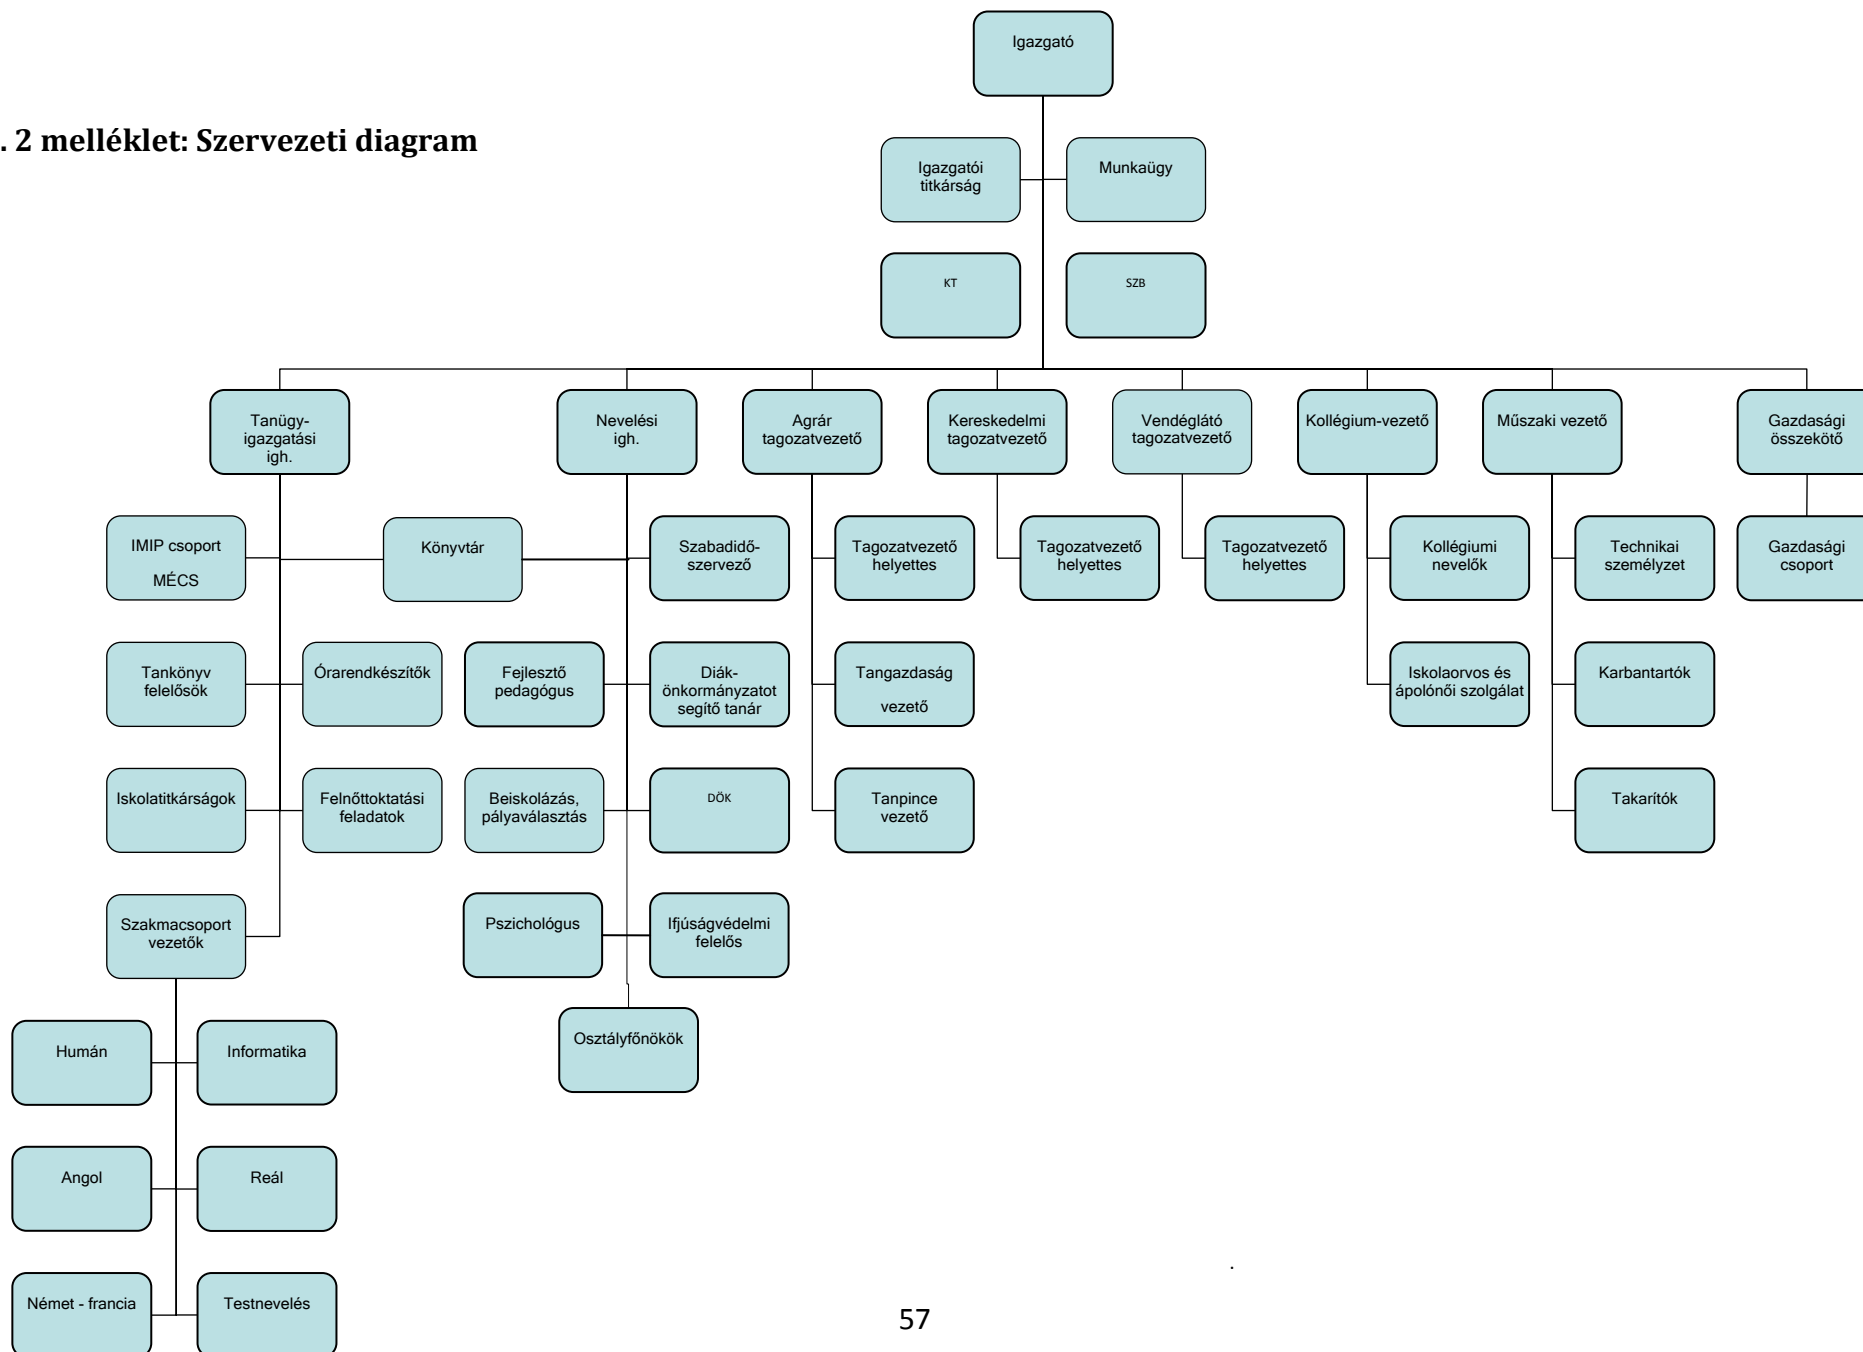 Igazgató
. 2 melléklet: Szervezeti diagram
Igazgatói
titkárság
Munkaügy
KT
SZB
Tanügy-
igazgatási
igh.
Nevelési
igh.
Agrár
tagozatvezető
Kereskedelmi
tagozatvezető
Vendéglátó
tagozatvezető
Kollégium-vezető
Műszaki vezető
Gazdasági
összekötő
IMIP csoport
MÉCS
Könyvtár
Szabadidő-
szervező
Tagozatvezető
helyettes
Tagozatvezető
helyettes
Tagozatvezető
helyettes
Kollégiumi
nevelők
Technikai
személyzet
Gazdasági
csoport
Tankönyv
felelősök
Órarendkészítők
Fejlesztő
pedagógus
Diák-
önkormányzatot
segítő tanár
Tangazdaság
vezető
Iskolaorvos és
ápolónői szolgálat
Karbantartók
Iskolatitkárságok
Felnőttoktatási
feladatok
Beiskolázás,
pályaválasztás
DÖK
Tanpince
vezető
Takarítók
Szakmacsoport
vezetők
Pszichológus
Ifjúságvédelmi
felelős
Osztályfőnökök
Humán
Informatika
Angol
Reál
Német - francia
Testnevelés
.
57